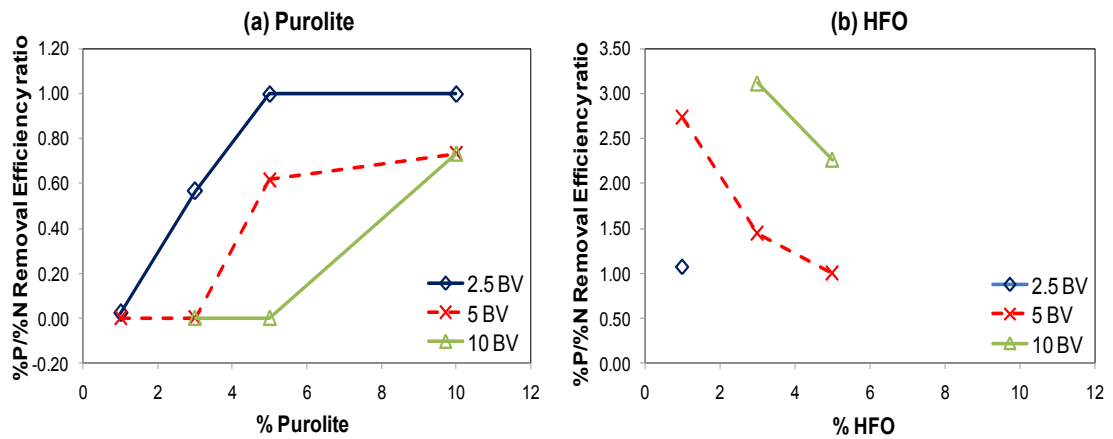 (a) Purolite
%P/%N Removal Efficiency ratio
1.20
1.00
0.80
0.60
0.40
0.20
0.00
-0.20
0
2
4
6
8
10
12
% Purolite
2.5 BV
5 BV
10 BV
(b) HFO
%P/%N Removal Efficiency ratio
3.50
3.00
2.50
2.00
1.50
1.00
0.50
0.00
0
2
4
6
8
10
12
% HFO
2.5 BV
5 BV
10 BV